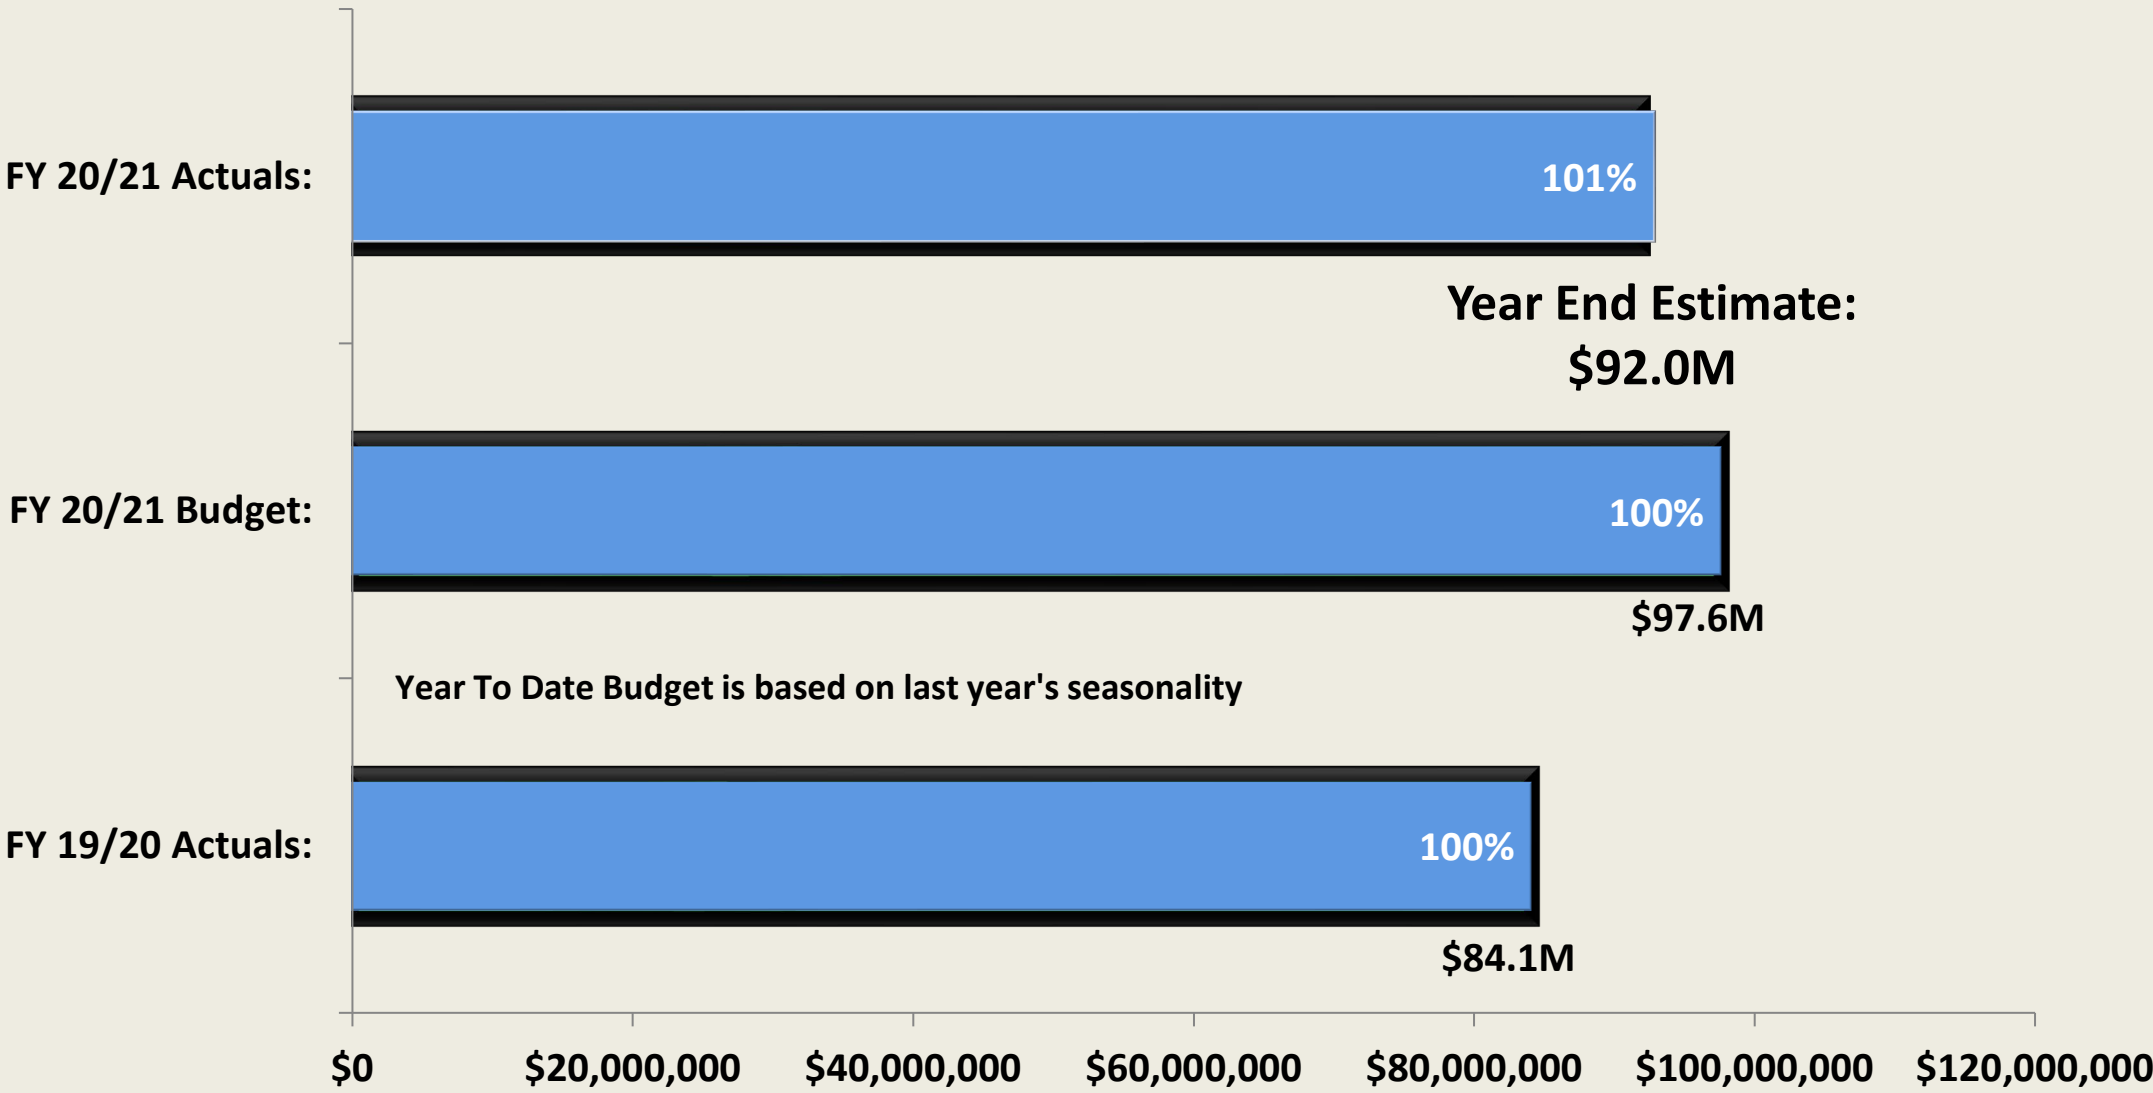 FY 20/21 Actuals:
101%
Year End Estimate:
$92.0M
FY 20/21 Budget:
100%
$97.6M
Year To Date Budget is based on last year's seasonality
FY 19/20 Actuals:
100%
$84.1M
$0 $20,000,000 $40,000,000 $60,000,000 $80,000,000 $100,000,000 $120,000,000